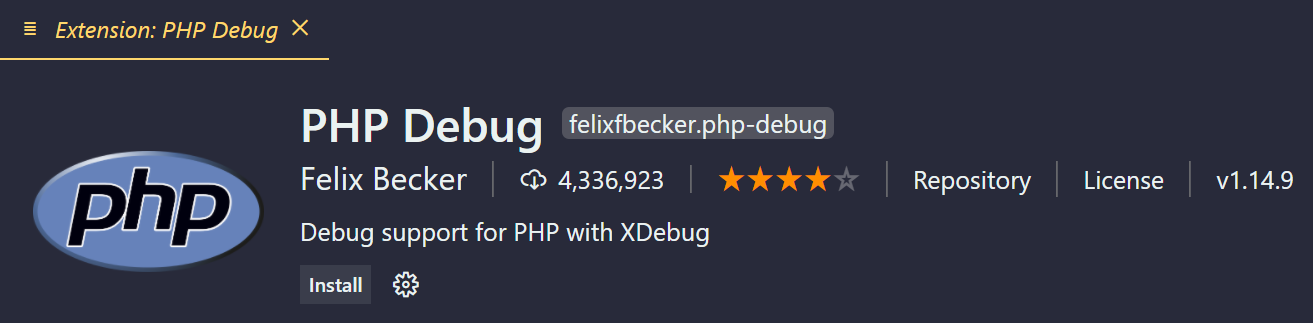 Extension: PHP Debug
PHP Debug felixfbecker.php-debug
php
Felix Becker 4,336,923 Repository License v1.14.9
Debug support for PHP with XDebug
Install